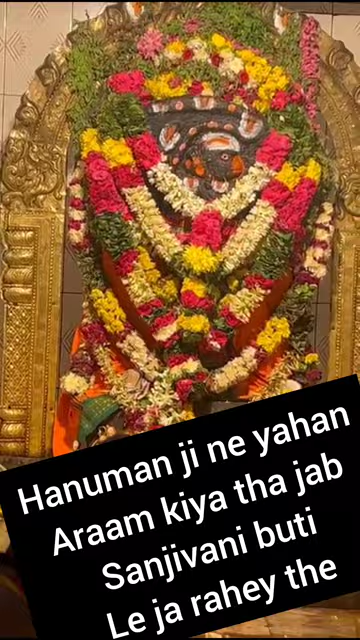 Hanuman ji ne yahan
Araam kiya tha jab
Sanjivani buti
Le ja rahey the